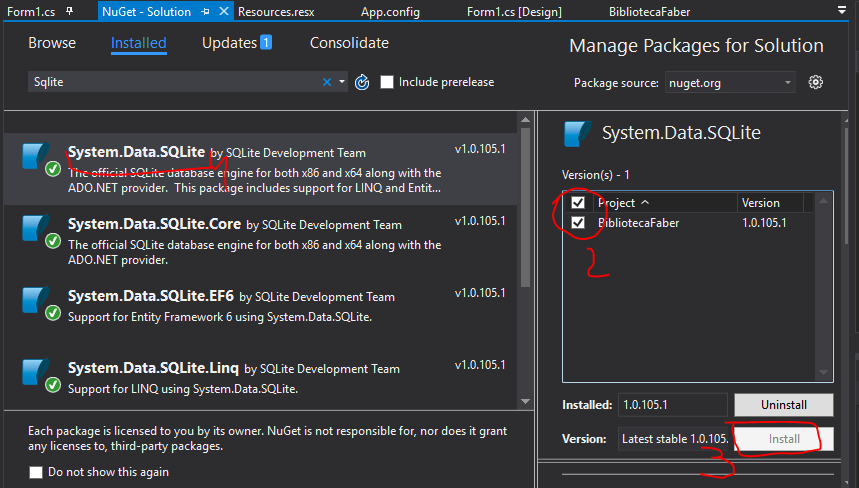 Form1.cs
NuGet - Solution
Resources.resx
App.config
Form1.cs [Design]
BibliotecaFaber
Browse
Installed
Updates 1
Consolidate
Manage Packages for Solution
Sqlite
Include prerelease
Package source: nuget.org
System.Data.SQLite by SQLite Development Team
v1.0.105.1
The official SQLite database engine for both x86 and x64 along with the
ADO.NET provider. This package includes support for LINQ and Entit...
System.Data.SQLite.Core by SQLite Development Team
v1.0.105.1
The official SQLite database engine for both x86 and x64 along with the
ADO.NET provider.
System.Data.SQLite.EF6 by SQLite Development Team
v1.0.105.1
Support for Entity Framework 6 using System.Data.SQLite.
System.Data.SQLite.Linq by SQLite Development Team
v1.0.105.1
Support for LINQ using System.Data.SQLite.
Each package is licensed to you by its owner. NuGet is not responsible, nor does it grant
any licenses to, third-party packages.
Do not show this again
System.Data.SQLite
Version(s) - 1
Project Version
BibliotecaFaber 1.0.105.1
2
Installed: 1.0.105.1 Uninstall
Version: Latest stable 1.0.105. Install
3